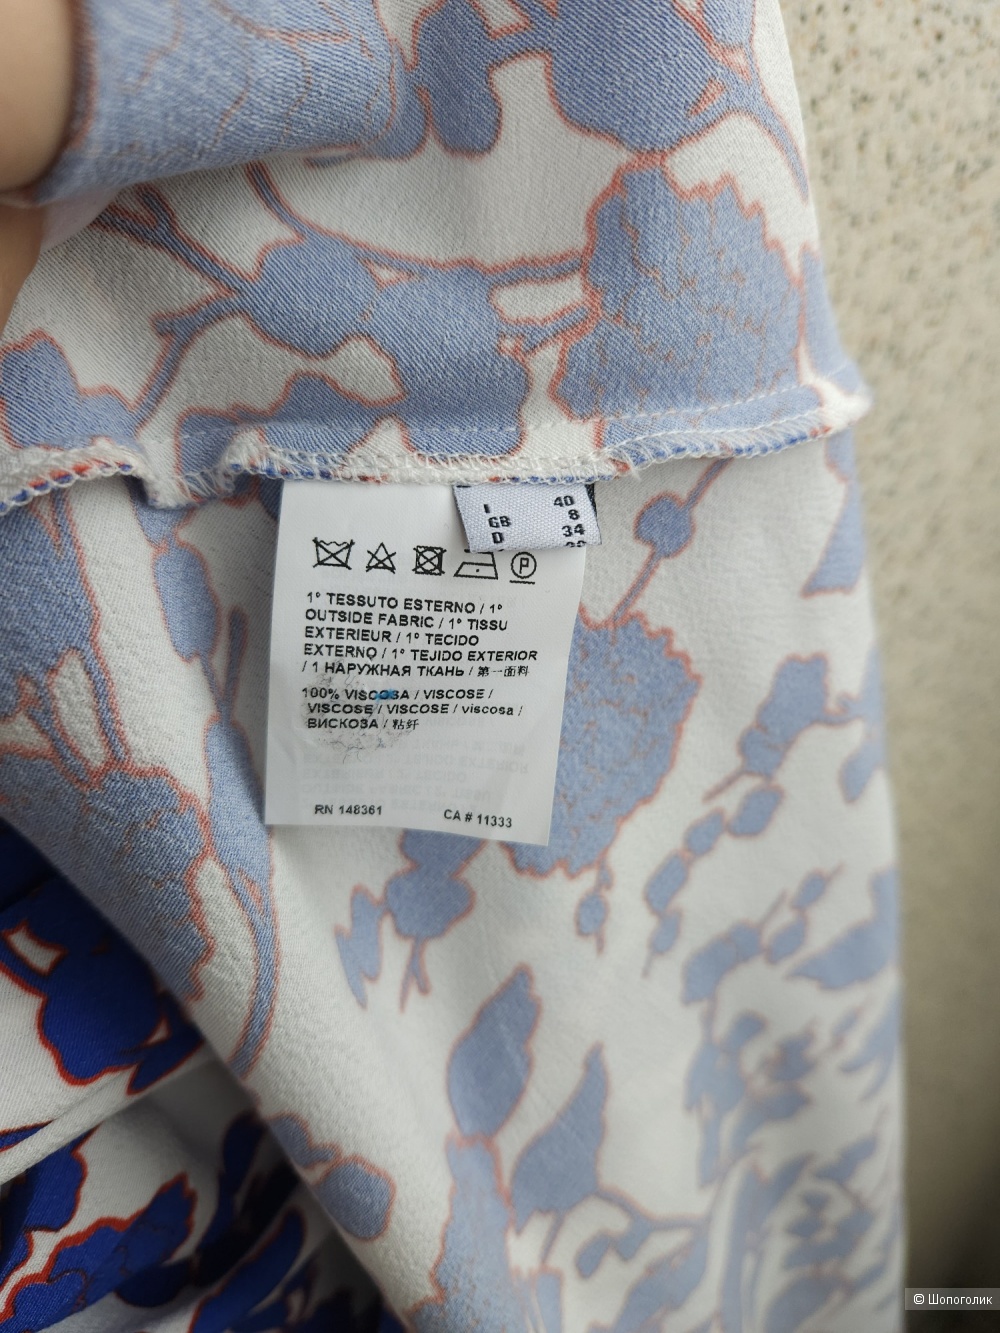 I 40
GB 8
D 34
P
1° TESSUTO ESTERNO / 1°
OUTSIDE FABRIC / 1° TISSU
EXTERIEUR / 1° TECIDO
EXTERNO / 1° TEJIDO EXTERIOR
/ 1 НАРУЖНАЯ ТКАНЬ / 第一面料
100% VISCOSA / VISCOSE /
VISCOSE / VISCOSE / viscosa /
ВИСКОЗА / 粘纤
RN 148361 CA # 11333
© Шопоголик